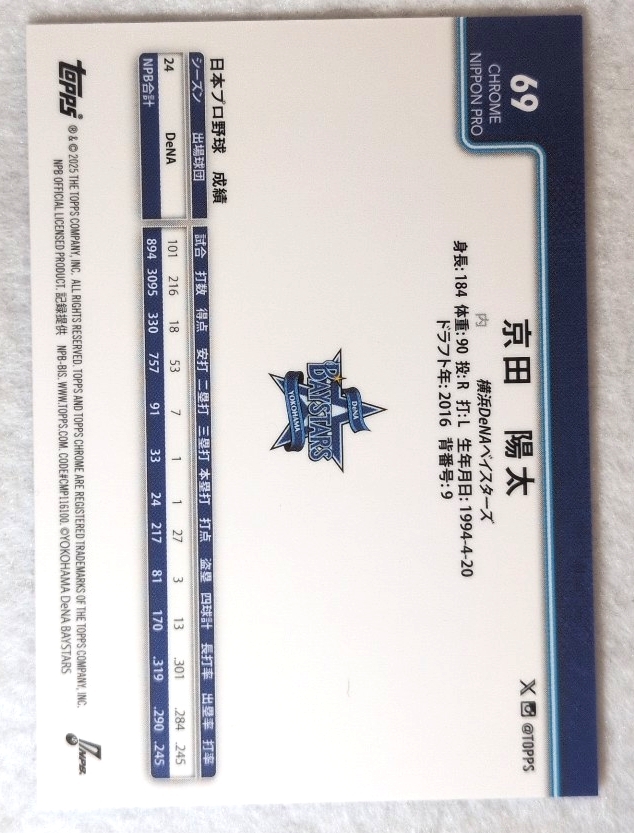 69
CHROME
NIPPON PRO
京田 陽太
内 横浜DeNAベイスターズ
身長: 184 体重: 90 投: R 打: L 生年月日: 1994-4-20
ドラフト年: 2016 背番号: 9
X @TOPPS
DeNA
BAYSTARS
YOKOHAMA
日本プロ野球 成績
シーズン 出場球団 試合 打数 得点 安打 二塁打 三塁打 本塁打 打点 盗塁 四球計 長打率 出塁率 打率
24 DeNA 101 216 18 53 7 1 1 27 3 13 .301 .284 .245
NPB合計 894 3095 330 757 91 33 24 217 81 170 .319 .290 .245
topps
® & © 2025 THE TOPPS COMPANY, INC. ALL RIGHTS RESERVED. TOPPS AND TOPPS CHROME ARE REGISTERED TRADEMARKS OF THE TOPPS COMPANY, INC.
NPB OFFICIAL LICENSED PRODUCT. 記録提供 NPB-BIS. WWW.TOPPS.COM. CODE#CMP116100. ©YOKOHAMA DeNA BAYSTARS
NPB